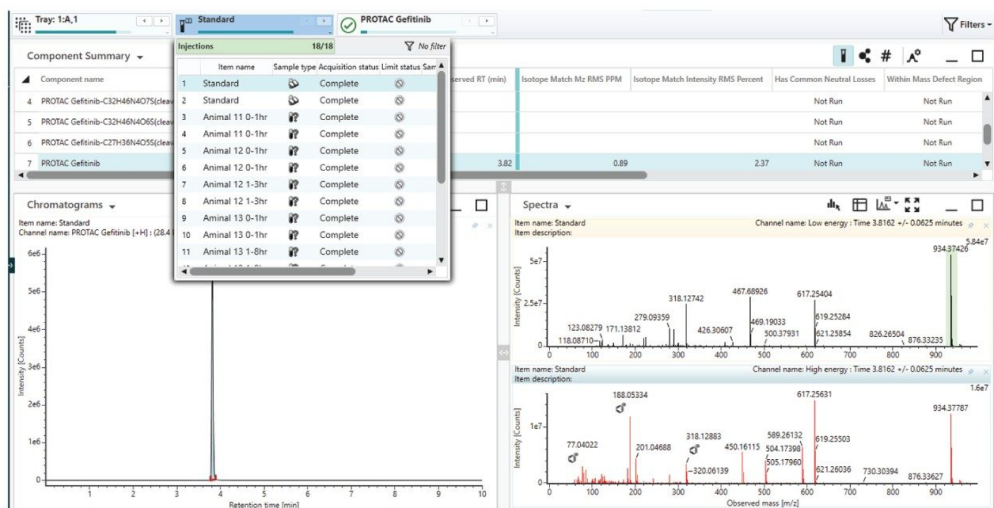 Tray: 1:A,1
Standard
PROTAC Gefitinib
Filters
Injections 18/18 No filter
Item name Sample type Acquisition status Limit status Sam
1 Standard Complete
2 Standard Complete
3 Animal 11 0-1hr Complete
4 Animal 11 0-1hr Complete
5 Animal 12 0-1hr Complete
6 Animal 12 0-1hr Complete
7 Animal 12 1-3hr Complete
8 Animal 12 1-3hr Complete
9 Animal 13 0-1hr Complete
10 Animal 13 0-1hr Complete
11 Animal 13 1-8hr Complete
Component Summary
Component name served RT (min) Isotope Match Mz RMS PPM Isotope Match Intensity RMS Percent Has Common Neutral Losses Within Mass Defect Region
4 PROTAC Gefitinib-C32H46N4O7S(cleav Not Run Not Run
5 PROTAC Gefitinib-C32H46N4O6S(cleav Not Run Not Run
6 PROTAC Gefitinib-C27H36N4O5S(cleav Not Run Not Run
7 PROTAC Gefitinib 3.82 0.89 2.37 Not Run Not Run
Chromatograms
Item name: Standard
Channel name: PROTAC Gefitinib [+H] : (28.4
6e6
5e6
4e6
3e6
2e6
1e6
0
Intensity [Counts]
1 2 3 4 5 6 7 8 9 10
Retention time [min]
Spectra
Item name: Standard Channel name: Low energy : Time 3.8162 +/- 0.0625 minutes
Item description:
5.84e7
934.37426
5e7
2.5e7
0
Intensity [Counts]
467.68926
617.25404
318.12742
279.09359
469.19033
619.25284
123.08279
171.13812
426.30607
500.37931
621.25854
826.26504
118.08710
876.33235
0 100 200 300 400 500 600 700 800 900
Item name: Standard Channel name: High energy : Time 3.8162 +/- 0.0625 minutes
Item description:
1.6e7
617.25631
188.05334
934.37787
1e7
0
Intensity [Counts]
77.04022
318.12883
589.26132
619.25503
201.04688
450.16115
504.17398
320.06139
505.17960
621.26036
730.30394
876.33627
0 100 200 300 400 500 600 700 800 900
Observed mass [m/z]